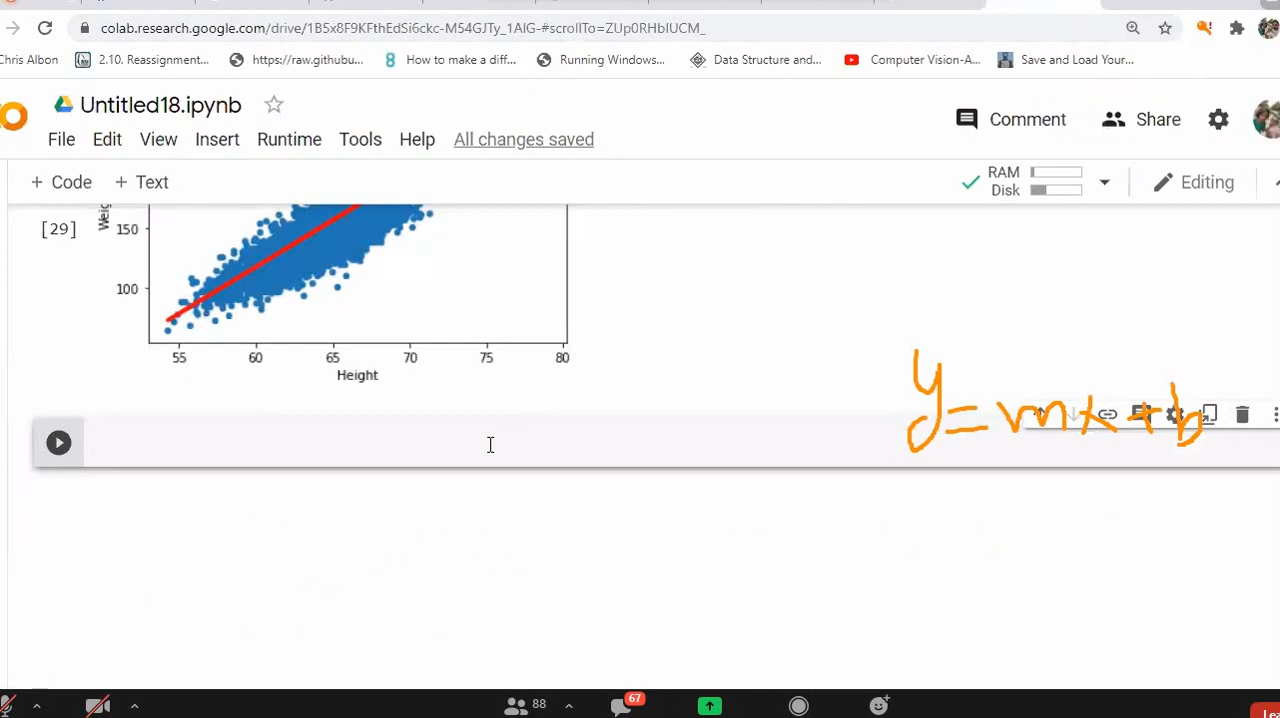 colab.research.google.com/drive/1B5x8F9KFthEdSi6ckc-M54GJTy_1AIG-#scrollTo=ZUp0RHbIUCM_
Chris Albon 2.10. Reassignment... https://raw.githubu... How to make a diff... Running Windows... Data Structure and... Computer Vision-A... Save and Load Your...
Untitled18.ipynb
Comment Share
File Edit View Insert Runtime Tools Help All changes saved
+ Code + Text
RAM
Disk
Editing
[29]
150
100
55 60 65 70 75 80
Height
y=mx+b
88
67